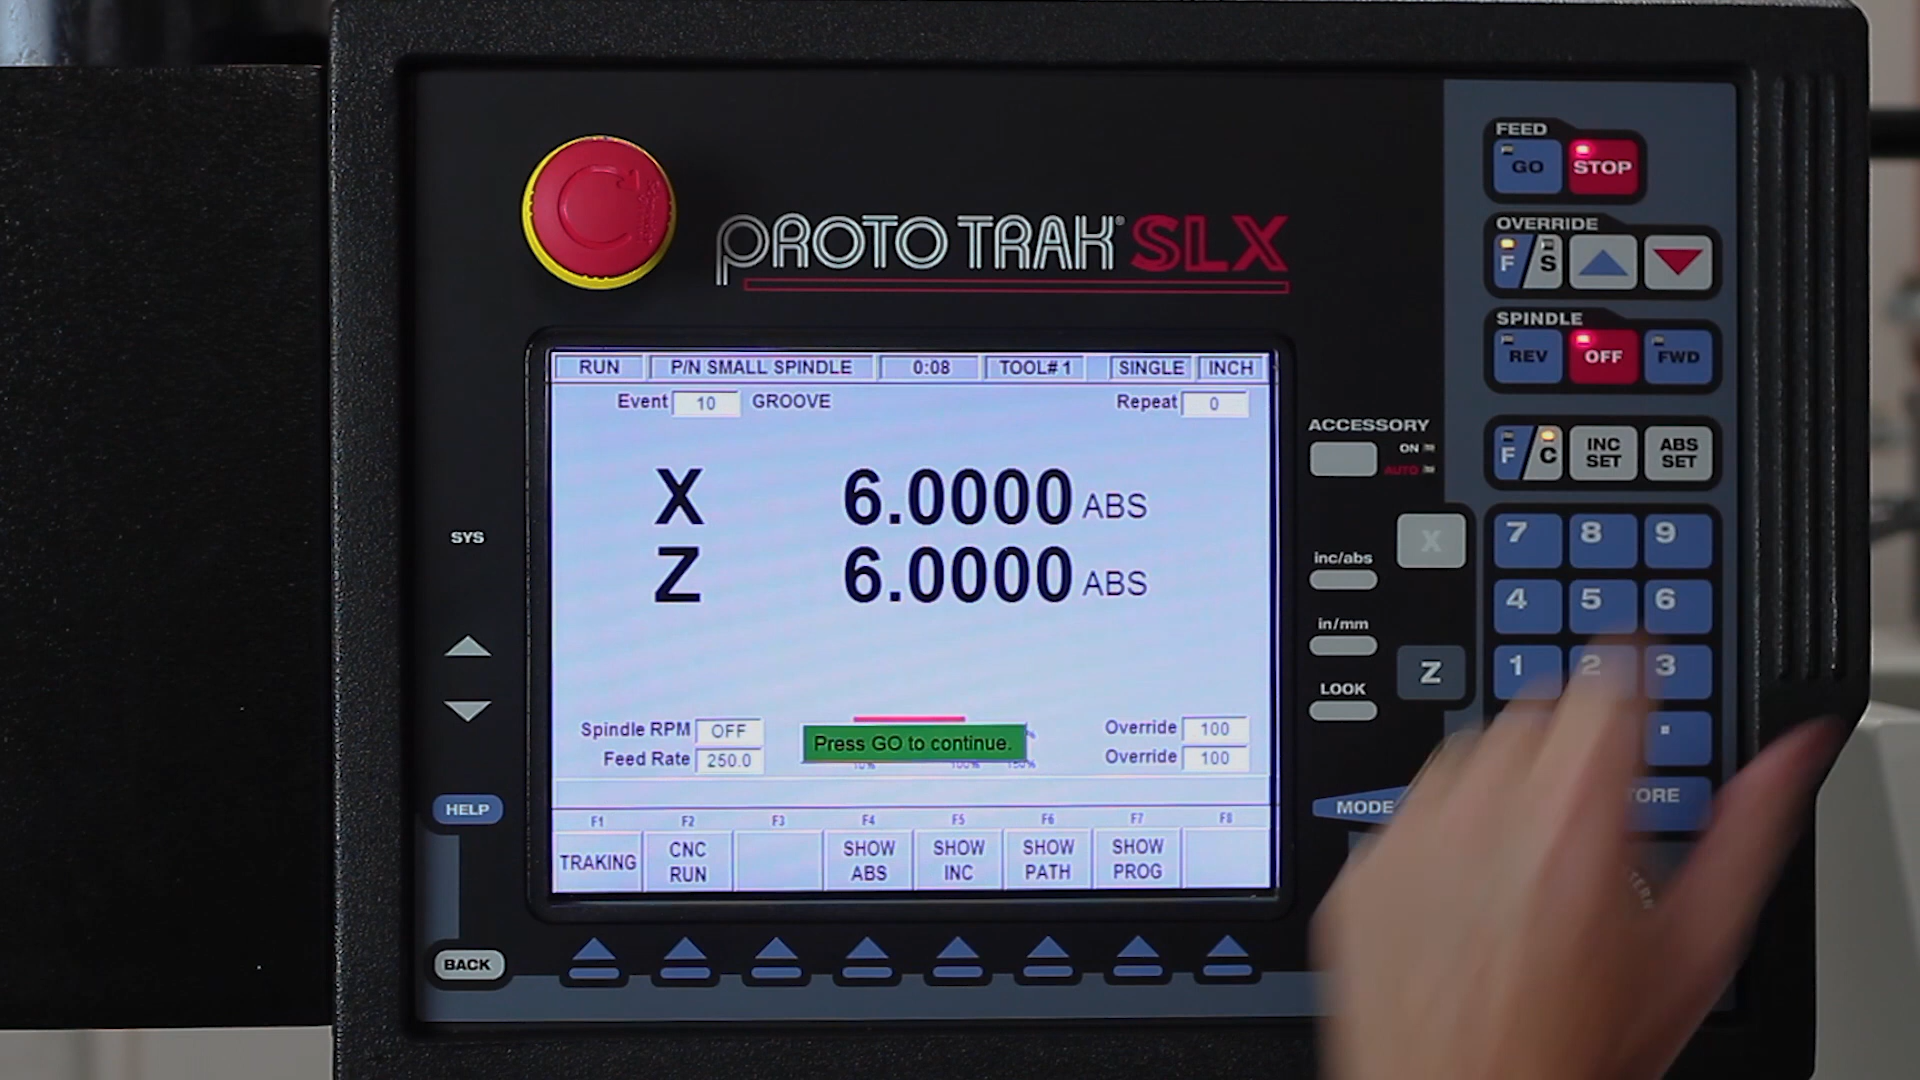 FEED
GO STOP
OVERRIDE
F S
PROTO TRAK® SLX
SPINDLE
REV OFF FWD
RUN P/N SMALL SPINDLE 0:08 TOOL# 1 SINGLE INCH
Event 10 GROOVE Repeat 0
ACCESSORY
ON
AUTO
F C INC SET ABS SET
X 6.0000 ABS
Z 6.0000 ABS
SYS
inc/abs
X
7 8 9
in/mm
4 5 6
LOOK
Z
1 2 3
.
Spindle RPM OFF Override 100
Press GO to continue.
Feed Rate 250.0 Override 100
10% 100% 150%
HELP
MODE
F1 F2 F3 F4 F5 F6 F7 F8
TRAKING CNC RUN SHOW ABS SHOW INC SHOW PATH SHOW PROG
BACK